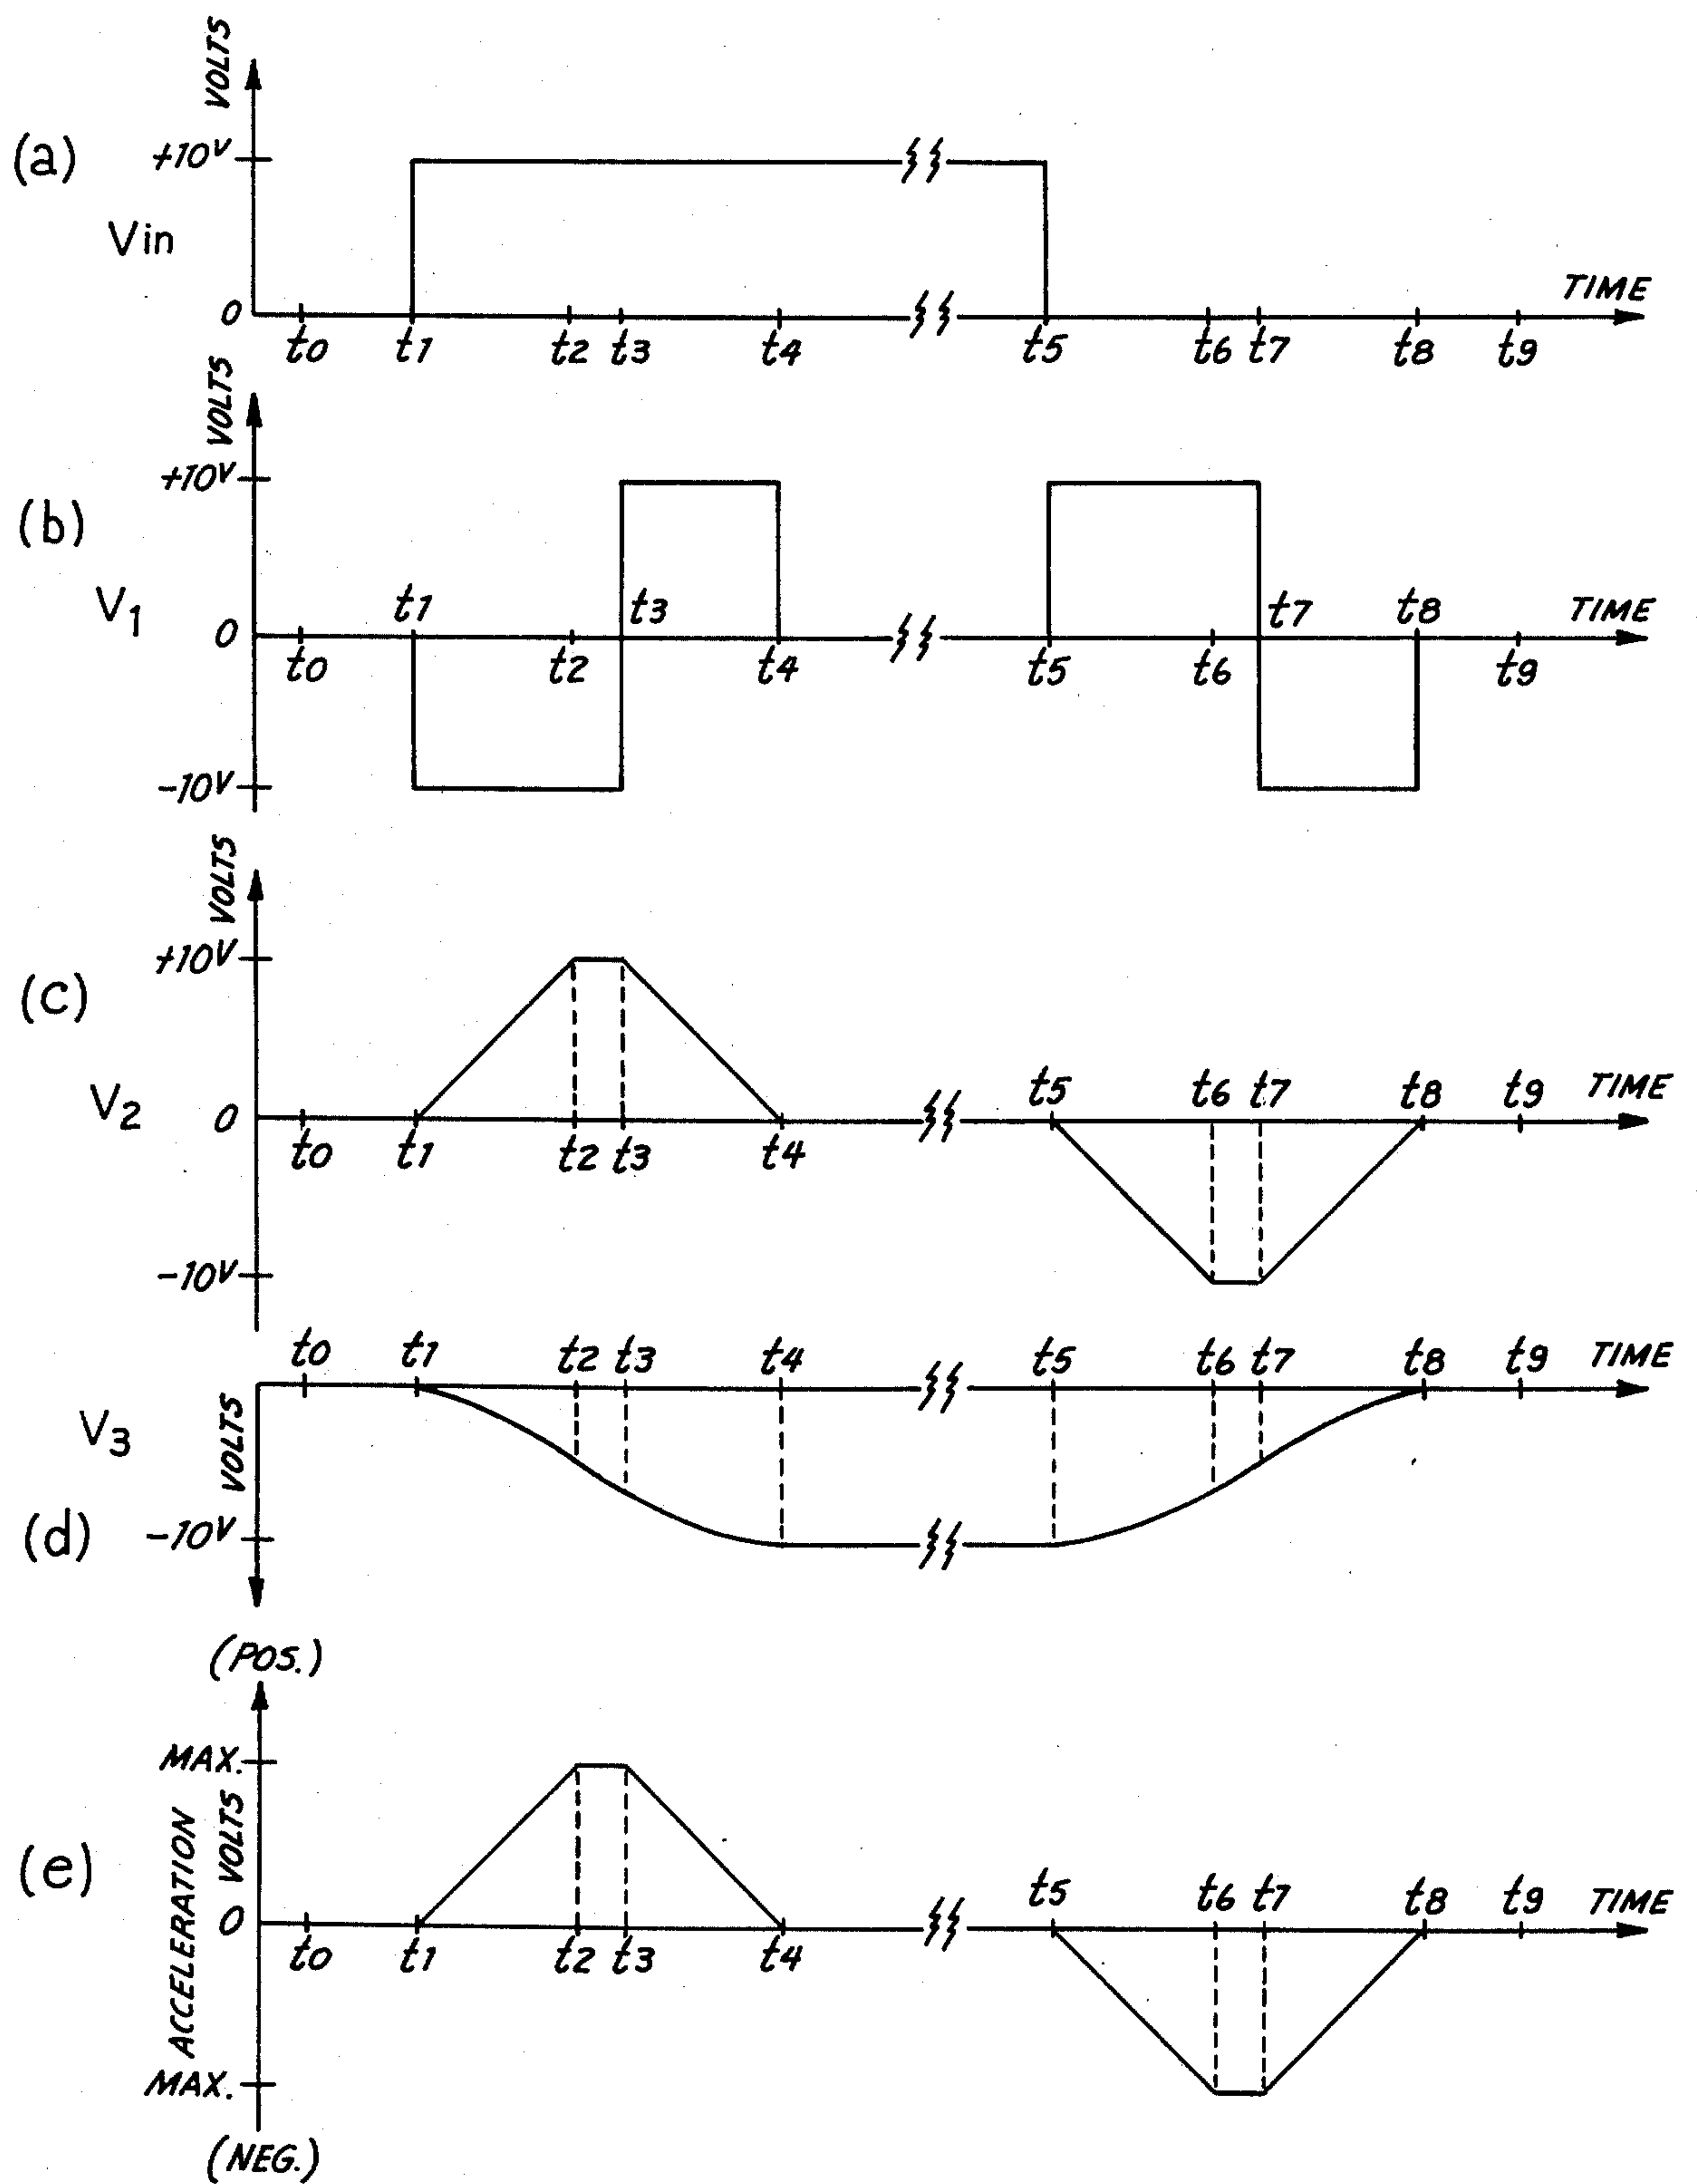 VOLTS
(a)
+10V
Vin
0
TIME
t0 t1 t2 t3 t4 t5 t6 t7 t8 t9
VOLTS
+10V
(b)
V1
t1 t3 t7 t8 TIME
0
t0 t2 t4 t5 t6 t9
-10V
VOLTS
+10V
(c)
V2
t5 t6 t7 t8 t9 TIME
0
t0 t1 t2 t3 t4
-10V
t0 t1 t2 t3 t4 t5 t6 t7 t8 t9 TIME
V3
VOLTS
(d)
-10V
(POS.)
MAX.
ACCELERATION
VOLTS
(e)
t5 t6 t7 t8 t9 TIME
0
t0 t1 t2 t3 t4
MAX.
(NEG.)